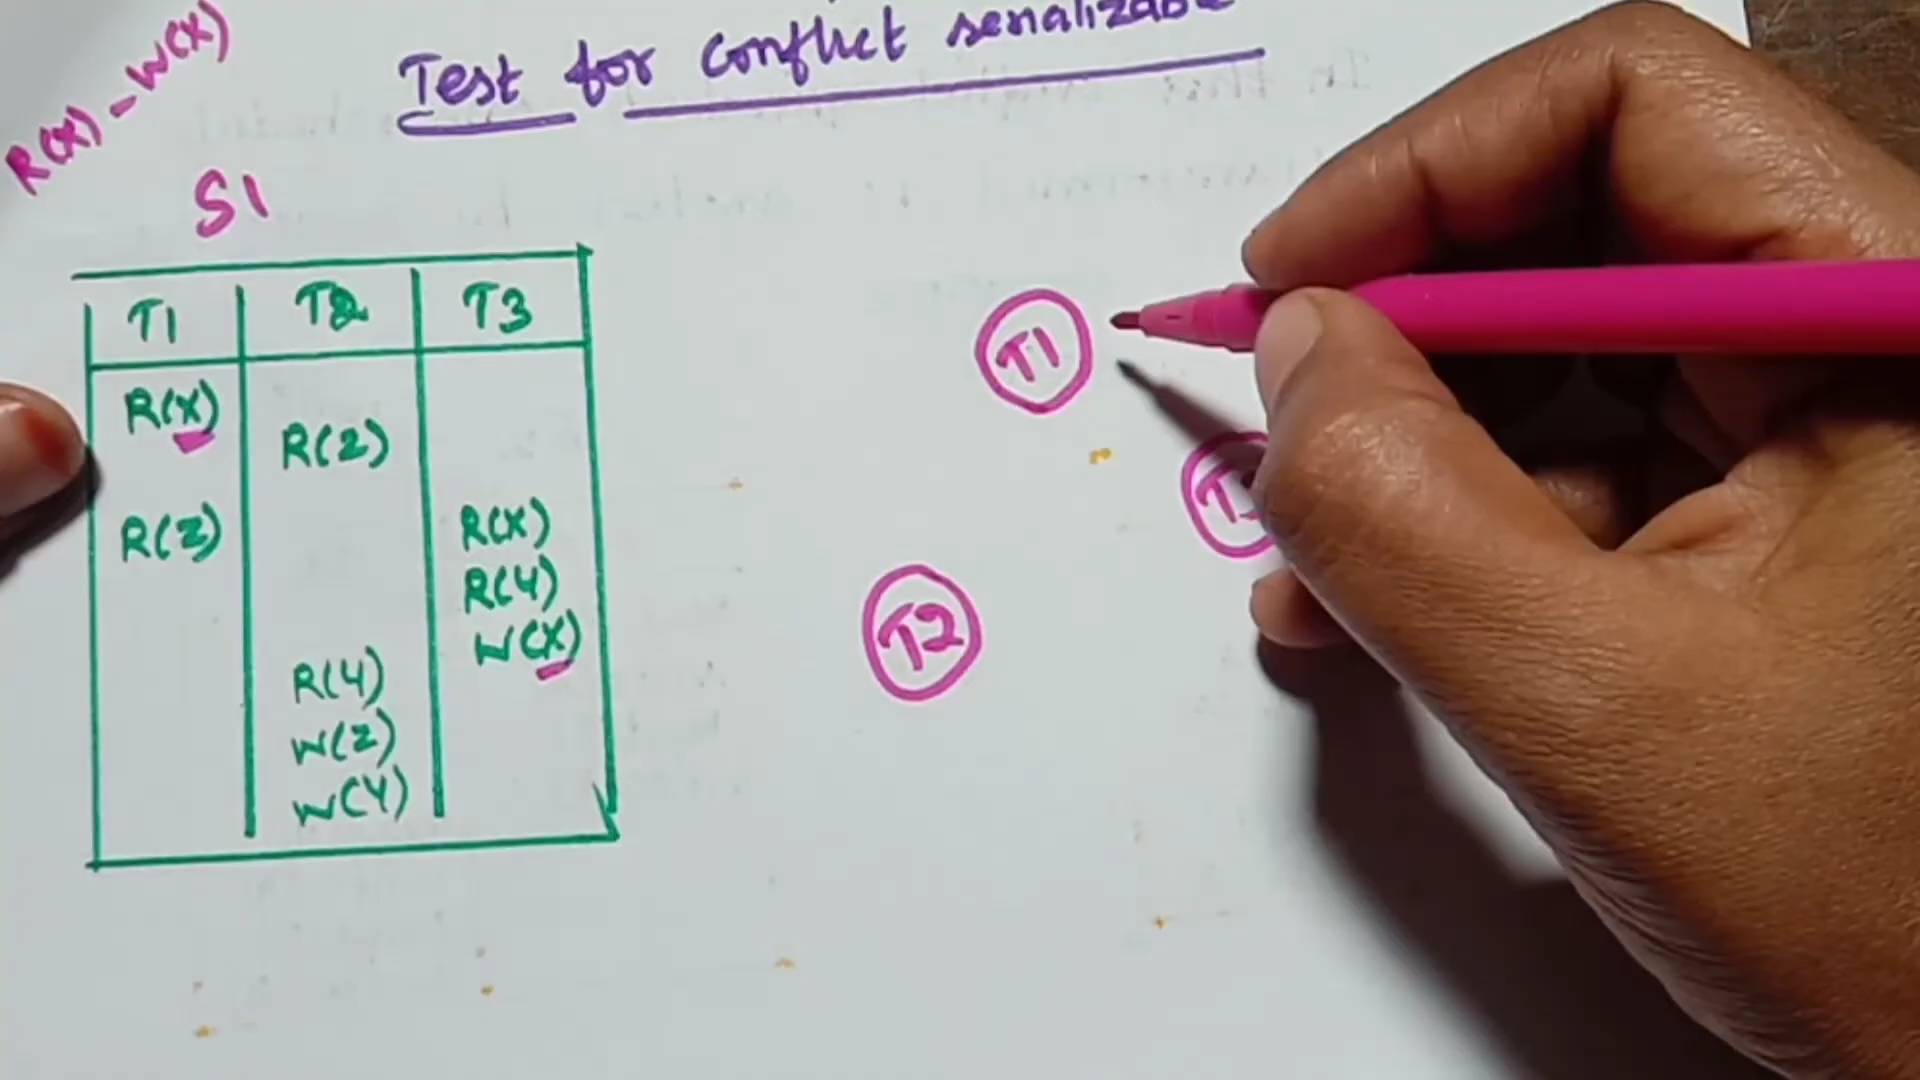 R(X) - W(X)
Test for conflict serializable
S1
T1 T2 T3
R(X)
R(Z)
R(Z) R(X)
R(Y)
W(X)
R(Y)
W(Z)
W(Y)
T1
T2